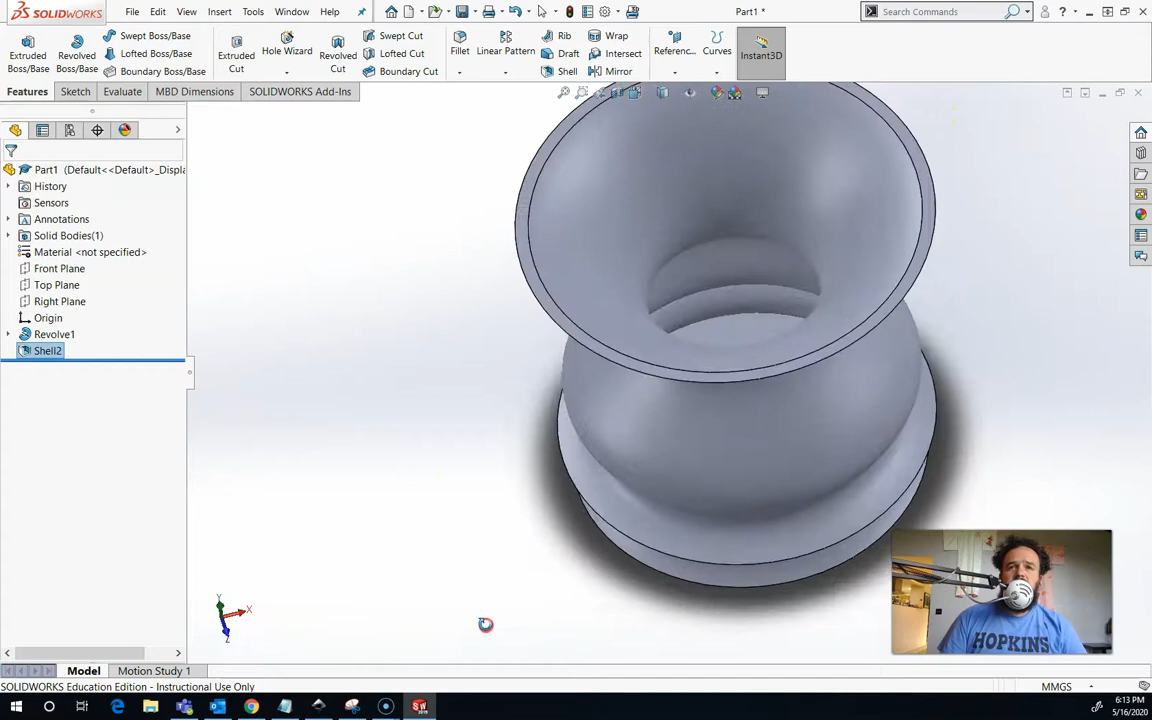 SOLIDWORKS File Edit View Insert Tools Window Help Part1 * Search Commands
Extruded Boss/Base
Revolved Boss/Base
Swept Boss/Base
Lofted Boss/Base
Boundary Boss/Base
Extruded Cut
Hole Wizard
Revolved Cut
Swept Cut
Lofted Cut
Boundary Cut
Fillet
Linear Pattern
Rib
Draft
Shell
Wrap
Intersect
Mirror
Referenc...
Curves
Instant3D
Features Sketch Evaluate MBD Dimensions SOLIDWORKS Add-Ins
Part1 (Default<<Default>_Displa
History
Sensors
Annotations
Solid Bodies(1)
Material <not specified>
Front Plane
Top Plane
Right Plane
Origin
Revolve1
Shell2
Y
X
Z
HOPKINS
Model Motion Study 1
SOLIDWORKS Education Edition - Instructional Use Only MMGS
6:13 PM
5/16/2020